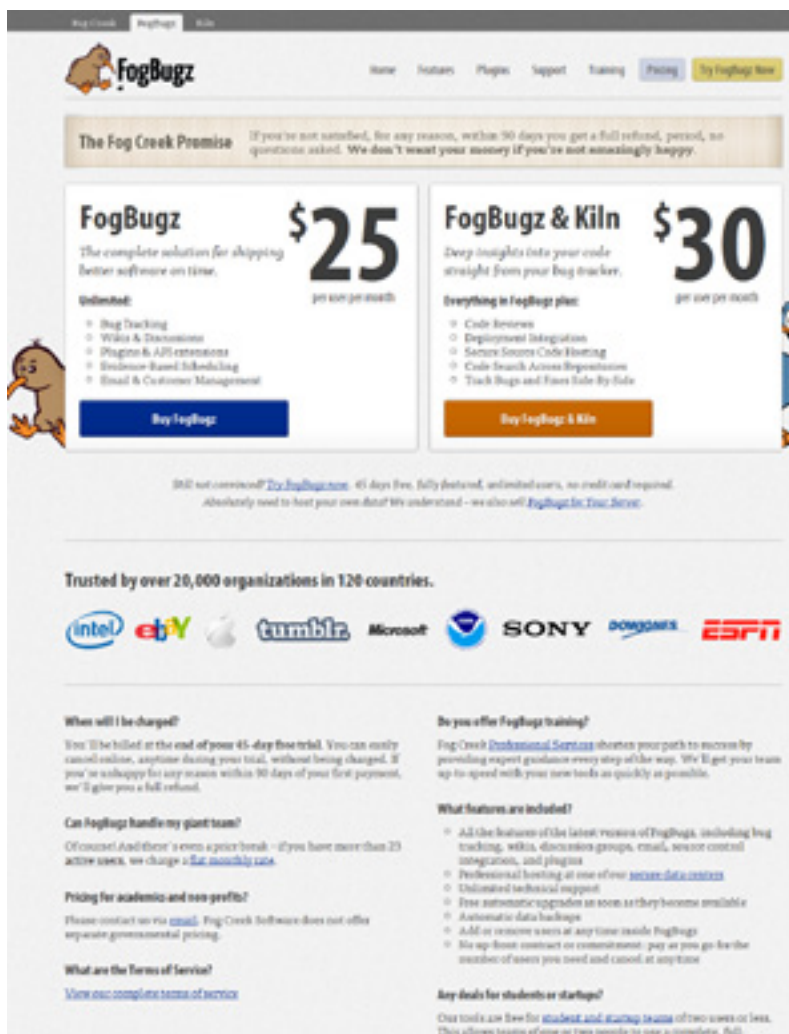 Fog Creek FogBugz Kiln
FogBugz
Home Features Plugins Support Training Pricing Try FogBugz Now
The Fog Creek Promise
If you're not satisfied, for any reason, within 90 days you get a full refund, period, no
questions asked. We don't want your money if you're not amazingly happy.
FogBugz
$25
The complete solution for shipping
better software on time.
per user per month
Unlimited:
Bug Tracking
Wikis & Discussions
Plugins & API extensions
Evidence-Based Scheduling
Email & Customer Management
Buy FogBugz
FogBugz & Kiln
$30
Deep insights into your code
straight from your bug tracker.
per user per month
Everything in FogBugz plus:
Code Reviews
Deployment Integration
Secure Source Code Hosting
Code Search Across Repositories
Track Bugs and Fixes Side-By-Side
Buy FogBugz & Kiln
Still not convinced? Try FogBugz now. 45 days free, fully featured, unlimited users, no credit card required.
Absolutely need to host your own data? We understand – we also sell FogBugz for Your Server.
Trusted by over 20,000 organizations in 120 countries.
intel ebay tumblr. Microsoft SONY DOWJONES ESPN
When will I be charged?
You'll be billed at the end of your 45-day free trial. You can easily
cancel online, anytime during your trial, without being charged. If
you're unhappy for any reason within 90 days of your first payment,
we'll give you a full refund.
Can FogBugz handle my giant team?
Of course! And there's even a price break – if you have more than 25
active users, we charge a flat monthly rate.
Pricing for academics and non-profits?
Please contact us via email. Fog Creek Software does not offer
separate governmental pricing.
What are the Terms of Service?
View our complete terms of service
Do you offer FogBugz training?
Fog Creek Professional Services shorten your path to success by
providing expert guidance every step of the way. We'll get your team
up to speed with your new tools as quickly as possible.
What features are included?
All the features of the latest version of FogBugz, including bug
tracking, wikis, discussion groups, email, source control
integration, and plugins
Professional hosting at one of our secure data centers
Unlimited technical support
Free automatic upgrades as soon as they become available
Automatic data backups
Add or remove users at any time inside FogBugz
No up-front contract or commitment: pay as you go for the
number of users you need and cancel at any time
Any deals for students or startups?
Our tools are free for student and startup teams of two users or less.
This allows teams of one or two people to use a complete, full,